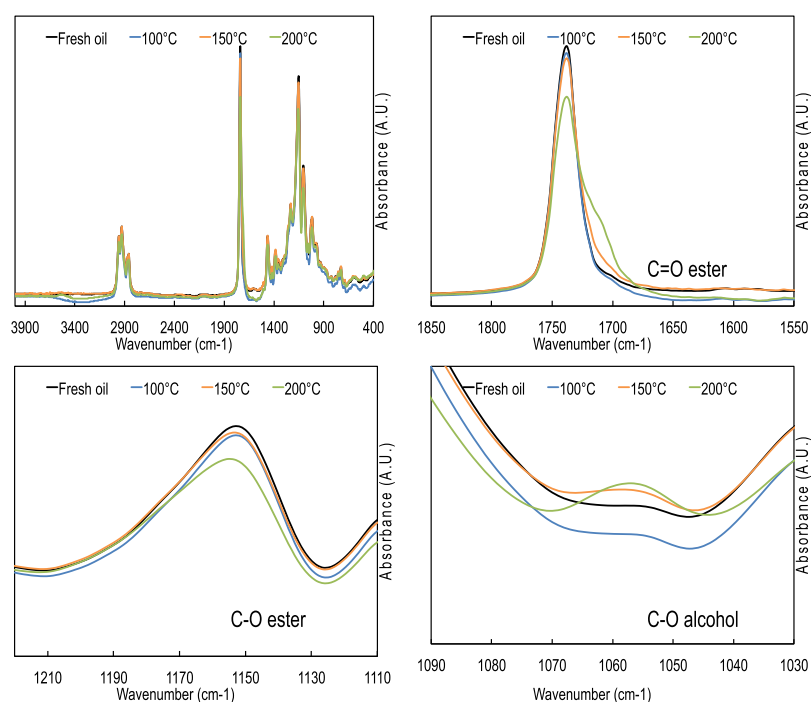 Fresh oil 100°C 150°C 200°C
Absorbance (A.U.)
3900 3400 2900 2400 1900 1400 900 400
Wavenumber (cm-1)
Fresh oil 100°C 150°C 200°C
Absorbance (A.U.)
C=O ester
1850 1800 1750 1700 1650 1600 1550
Wavenumber (cm-1)
Fresh oil 100°C 150°C 200°C
Absorbance (A.U.)
C-O ester
1210 1190 1170 1150 1130 1110
Wavenumber (cm-1)
Fresh oil 100°C 150°C 200°C
Absorbance (A.U.)
C-O alcohol
1090 1080 1070 1060 1050 1040 1030
Wavenumber (cm-1)